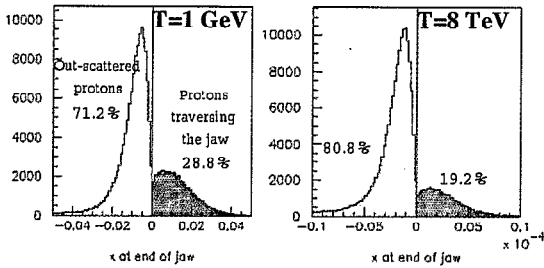 T=1 GeV
10000
8000
6000
4000
2000
0
Out-scattered
protons
71.2%
Protons
traversing
the jaw
28.8%
-0.04 -0.02 0 0.02 0.04
x at end of jaw
T=8 TeV
10000
8000
6000
4000
2000
0
80.8%
19.2%
-0.1 -0.05 0 0.05 0.1
x 10^-4
x at end of jaw